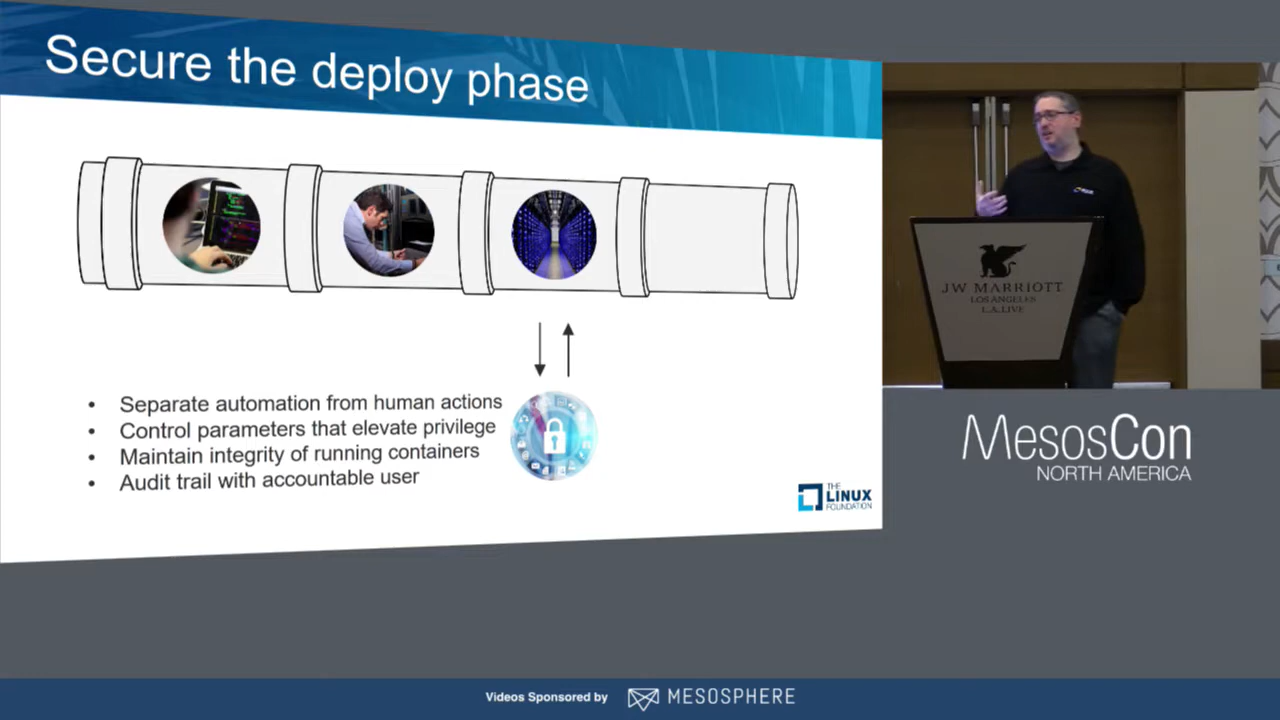 Secure the deploy phase
• Separate automation from human actions
• Control parameters that elevate privilege
• Maintain integrity of running containers
• Audit trail with accountable user
THE
LINUX
FOUNDATION
JW MARRIOTT
LOS ANGELES
L.A. LIVE
MesosCon
NORTH AMERICA
Videos Sponsored by
MESOSPHERE